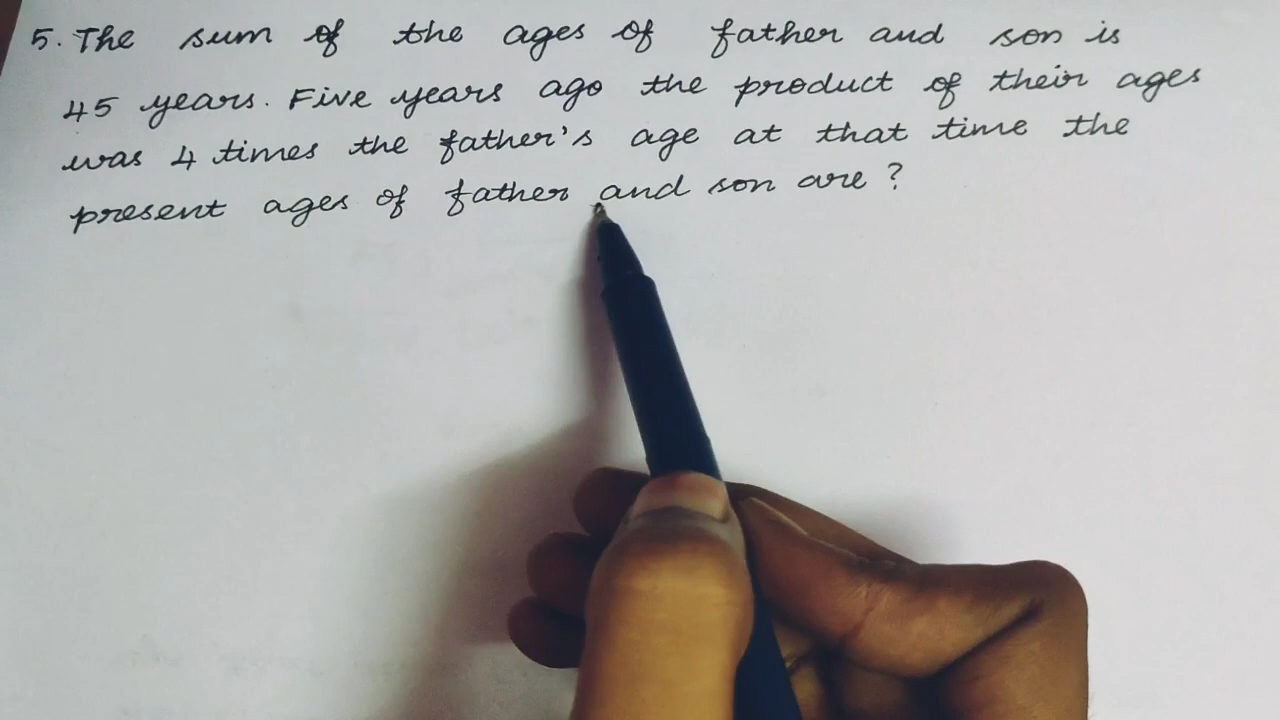 5. The sum of the ages of father and son is
45 years. Five years ago the product of their ages
was 4 times the father's age at that time the
present ages of father and son are ?